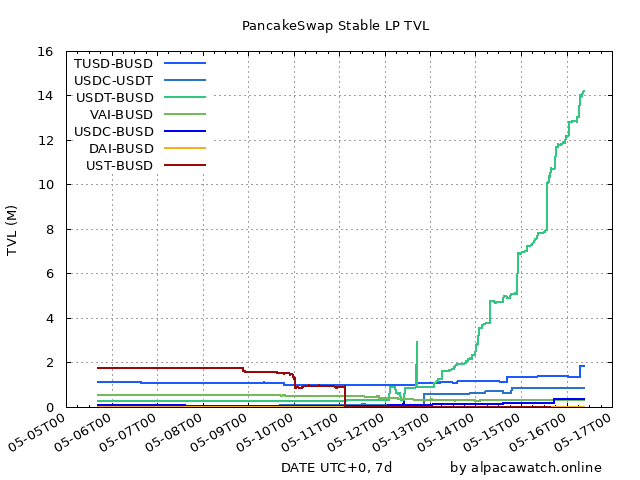 PancakeSwap Stable LP TVL
16
14
12
10
8
6
4
2
0
TVL (M)
TUSD-BUSD
USDC-USDT
USDT-BUSD
VAI-BUSD
USDC-BUSD
DAI-BUSD
UST-BUSD
05-05T00
05-06T00
05-07T00
05-08T00
05-09T00
05-10T00
05-11T00
05-12T00
05-13T00
05-14T00
05-15T00
05-16T00
05-17T00
DATE UTC+0, 7d
by alpacawatch.online